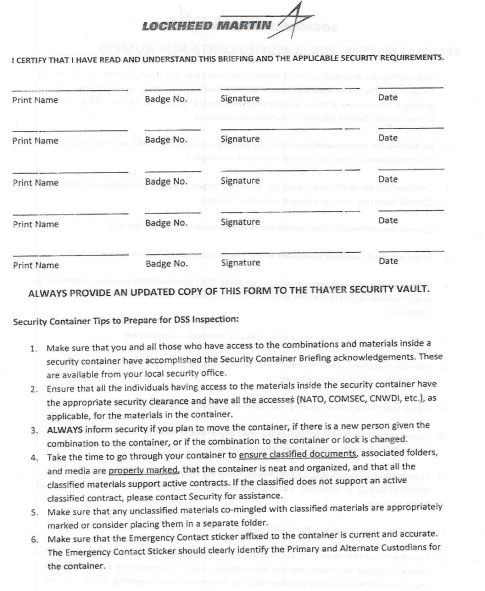 LOCKHEED MARTIN
I CERTIFY THAT I HAVE READ AND UNDERSTAND THIS BRIEFING AND THE APPLICABLE SECURITY REQUIREMENTS.
Print Name Badge No. Signature Date
Print Name Badge No. Signature Date
Print Name Badge No. Signature Date
Print Name Badge No. Signature Date
Print Name Badge No. Signature Date
ALWAYS PROVIDE AN UPDATED COPY OF THIS FORM TO THE THAYER SECURITY VAULT.
Security Container Tips to Prepare for DSS Inspection:
1. Make sure that you and all those who have access to the combinations and materials inside a
security container have accomplished the Security Container Briefing acknowledgements. These
are available from your local security office.
2. Ensure that all the individuals having access to the materials inside the security container have
the appropriate security clearance and have all the accesses (NATO, COMSEC, CNWDI, etc.), as
applicable, for the materials in the container.
3. ALWAYS inform security if you plan to move the container, if there is a new person given the
combination to the container, or if the combination to the container or lock is changed.
4. Take the time to go through your container to ensure classified documents, associated folders,
and media are properly marked, that the container is neat and organized, and that all the
classified materials support active contracts. If the classified does not support an active
classified contract, please contact Security for assistance.
5. Make sure that any unclassified materials co-mingled with classified materials are appropriately
marked or consider placing them in a separate folder.
6. Make sure that the Emergency Contact sticker affixed to the container is current and accurate.
The Emergency Contact Sticker should clearly identify the Primary and Alternate Custodians for
the container.